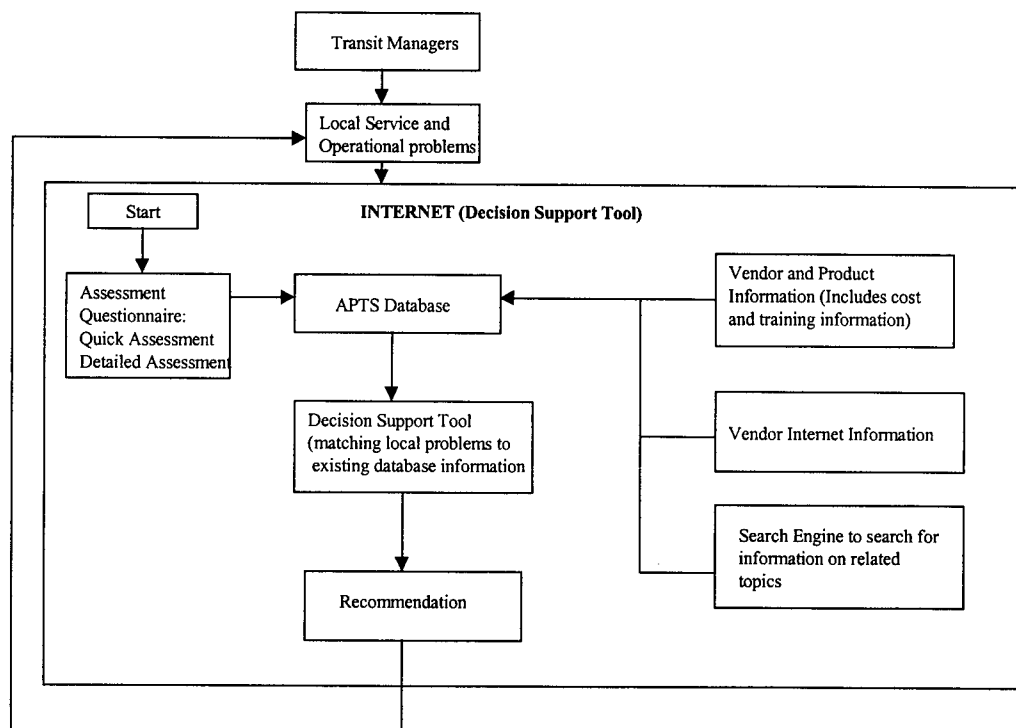 Transit Managers
Local Service and
Operational problems
INTERNET (Decision Support Tool)
Start
Assessment
Questionnaire:
Quick Assessment
Detailed Assessment
APTS Database
Vendor and Product
Information (Includes cost
and training information)
Decision Support Tool
(matching local problems to
existing database information
Vendor Internet Information
Search Engine to search for
information on related
topics
Recommendation